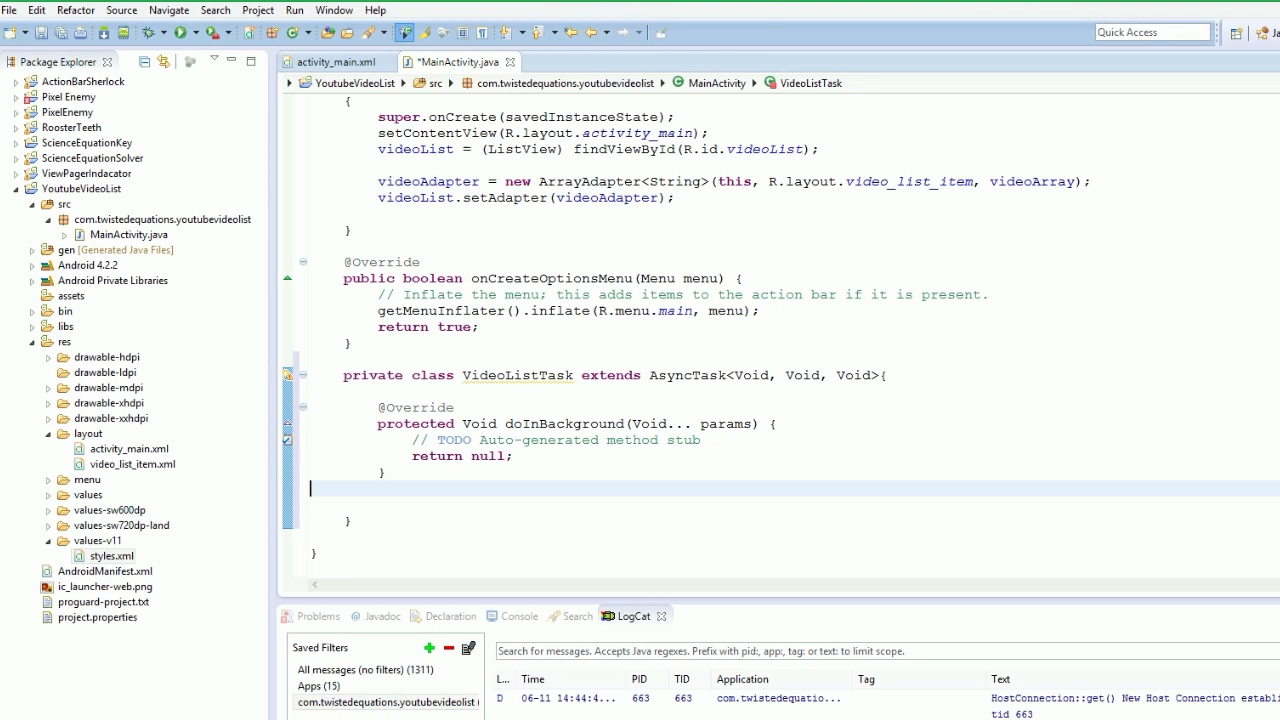 File Edit Refactor Source Navigate Search Project Run Window Help
Quick Access
Ja
Package Explorer
activity_main.xml *MainActivity.java
ActionBarSherlock
Pixel Enemy
PixelEnemy
RoosterTeeth
ScienceEquationKey
ScienceEquationSolver
ViewPagerIndacator
YoutubeVideoList
src
com.twistedequations.youtubevideolist
MainActivity.java
gen [Generated Java Files]
Android 4.2.2
Android Private Libraries
assets
bin
libs
res
drawable-hdpi
drawable-ldpi
drawable-mdpi
drawable-xhdpi
drawable-xxhdpi
layout
activity_main.xml
video_list_item.xml
menu
values
values-sw600dp
values-sw720dp-land
values-v11
styles.xml
AndroidManifest.xml
ic_launcher-web.png
proguard-project.txt
project.properties
YoutubeVideoList src com.twistedequations.youtubevideolist MainActivity VideoListTask
{
super.onCreate(savedInstanceState);
setContentView(R.layout.activity_main);
videoList = (ListView) findViewById(R.id.videoList);
videoAdapter = new ArrayAdapter<String>(this, R.layout.video_list_item, videoArray);
videoList.setAdapter(videoAdapter);
}
@Override
public boolean onCreateOptionsMenu(Menu menu) {
// Inflate the menu; this adds items to the action bar if it is present.
getMenuInflater().inflate(R.menu.main, menu);
return true;
}
private class VideoListTask extends AsyncTask<Void, Void, Void>{
@Override
protected Void doInBackground(Void... params) {
// TODO Auto-generated method stub
return null;
}
}
}
Problems @ Javadoc Declaration Console Search LogCat
Saved Filters
All messages (no filters) (1311)
Apps (15)
com.twistedequations.youtubevideolist (
Search for messages. Accepts Java regexes. Prefix with pid:, app:, tag: or text: to limit scope.
L... Time PID TID Application Tag Text
D 06-11 14:44:4... 663 663 com.twistedequatio... HostConnection::get() New Host Connection establi
tid 663